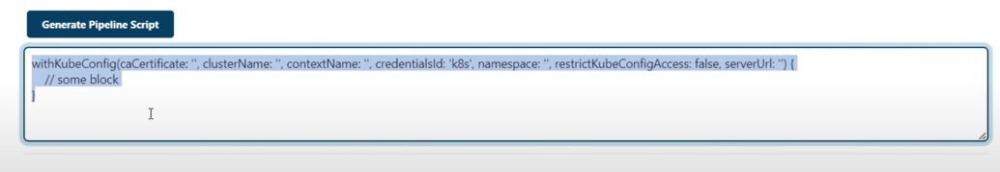 Generate Pipeline Script
withKubeConfig(caCertificate: '', clusterName: '', contextName: '', credentialsId: 'k8s', namespace: '', restrictKubeConfigAccess: false, serverUrl: '') {
// some block
}